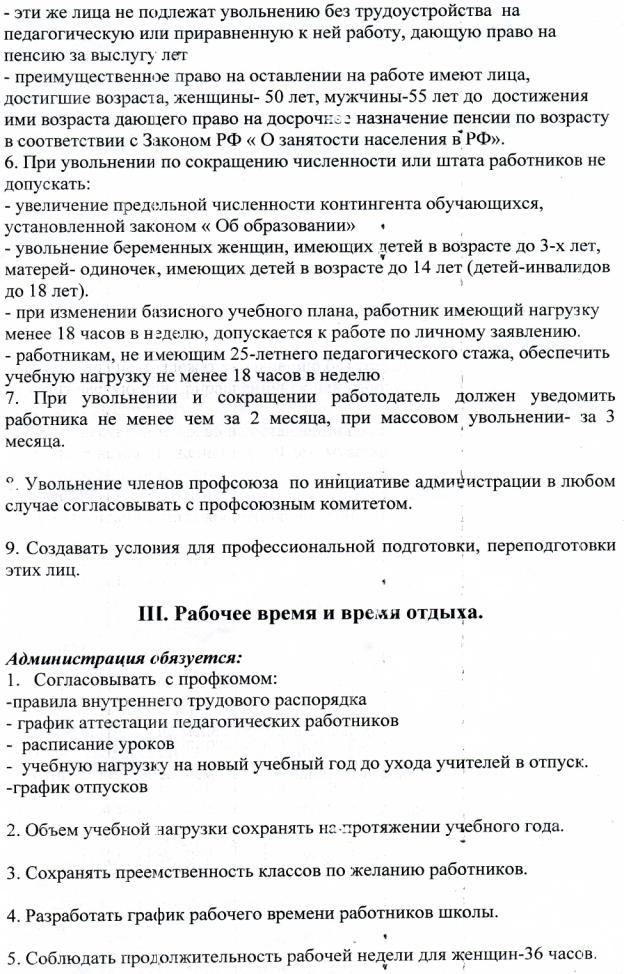 - эти же лица не подлежат увольнению без трудоустройства на
педагогическую или приравненную к ней работу, дающую право на
пенсию за выслугу лет
- преимущественное право на оставлении на работе имеют лица,
достигшие возраста, женщины- 50 лет, мужчины-55 лет до достижения
ими возраста дающего право на досрочное назначение пенсии по возрасту
в соответствии с Законом РФ « О занятости населения в РФ».
6. При увольнении по сокращению численности или штата работников не
допускать:
- увеличение предельной численности контингента обучающихся,
установленной законом « Об образовании»
- увольнение беременных женщин, имеющих детей в возрасте до 3-х лет,
матерей- одиночек, имеющих детей в возрасте до 14 лет (детей-инвалидов
до 18 лет).
- при изменении базисного учебного плана, работник имеющий нагрузку
менее 18 часов в неделю, допускается к работе по личному заявлению.
- работникам, не имеющим 25-летнего педагогического стажа, обеспечить
учебную нагрузку не менее 18 часов в неделю
7. При увольнении и сокращении работодатель должен уведомить
работника не менее чем за 2 месяца, при массовом увольнении- за 3
месяца.
8. Увольнение членов профсоюза по инициативе администрации в любом
случае согласовывать с профсоюзным комитетом.
9. Создавать условия для профессиональной подготовки, переподготовки
этих лиц.
III. Рабочее время и время отдыха.
Администрация обязуется:
1. Согласовывать с профкомом:
-правила внутреннего трудового распорядка
- график аттестации педагогических работников
- расписание уроков
- учебную нагрузку на новый учебный год до ухода учителей в отпуск.
-график отпусков
2. Объем учебной нагрузки сохранять на протяжении учебного года.
3. Сохранять преемственность классов по желанию работников.
4. Разработать график рабочего времени работников школы.
5. Соблюдать продолжительность рабочей недели для женщин-36 часов.